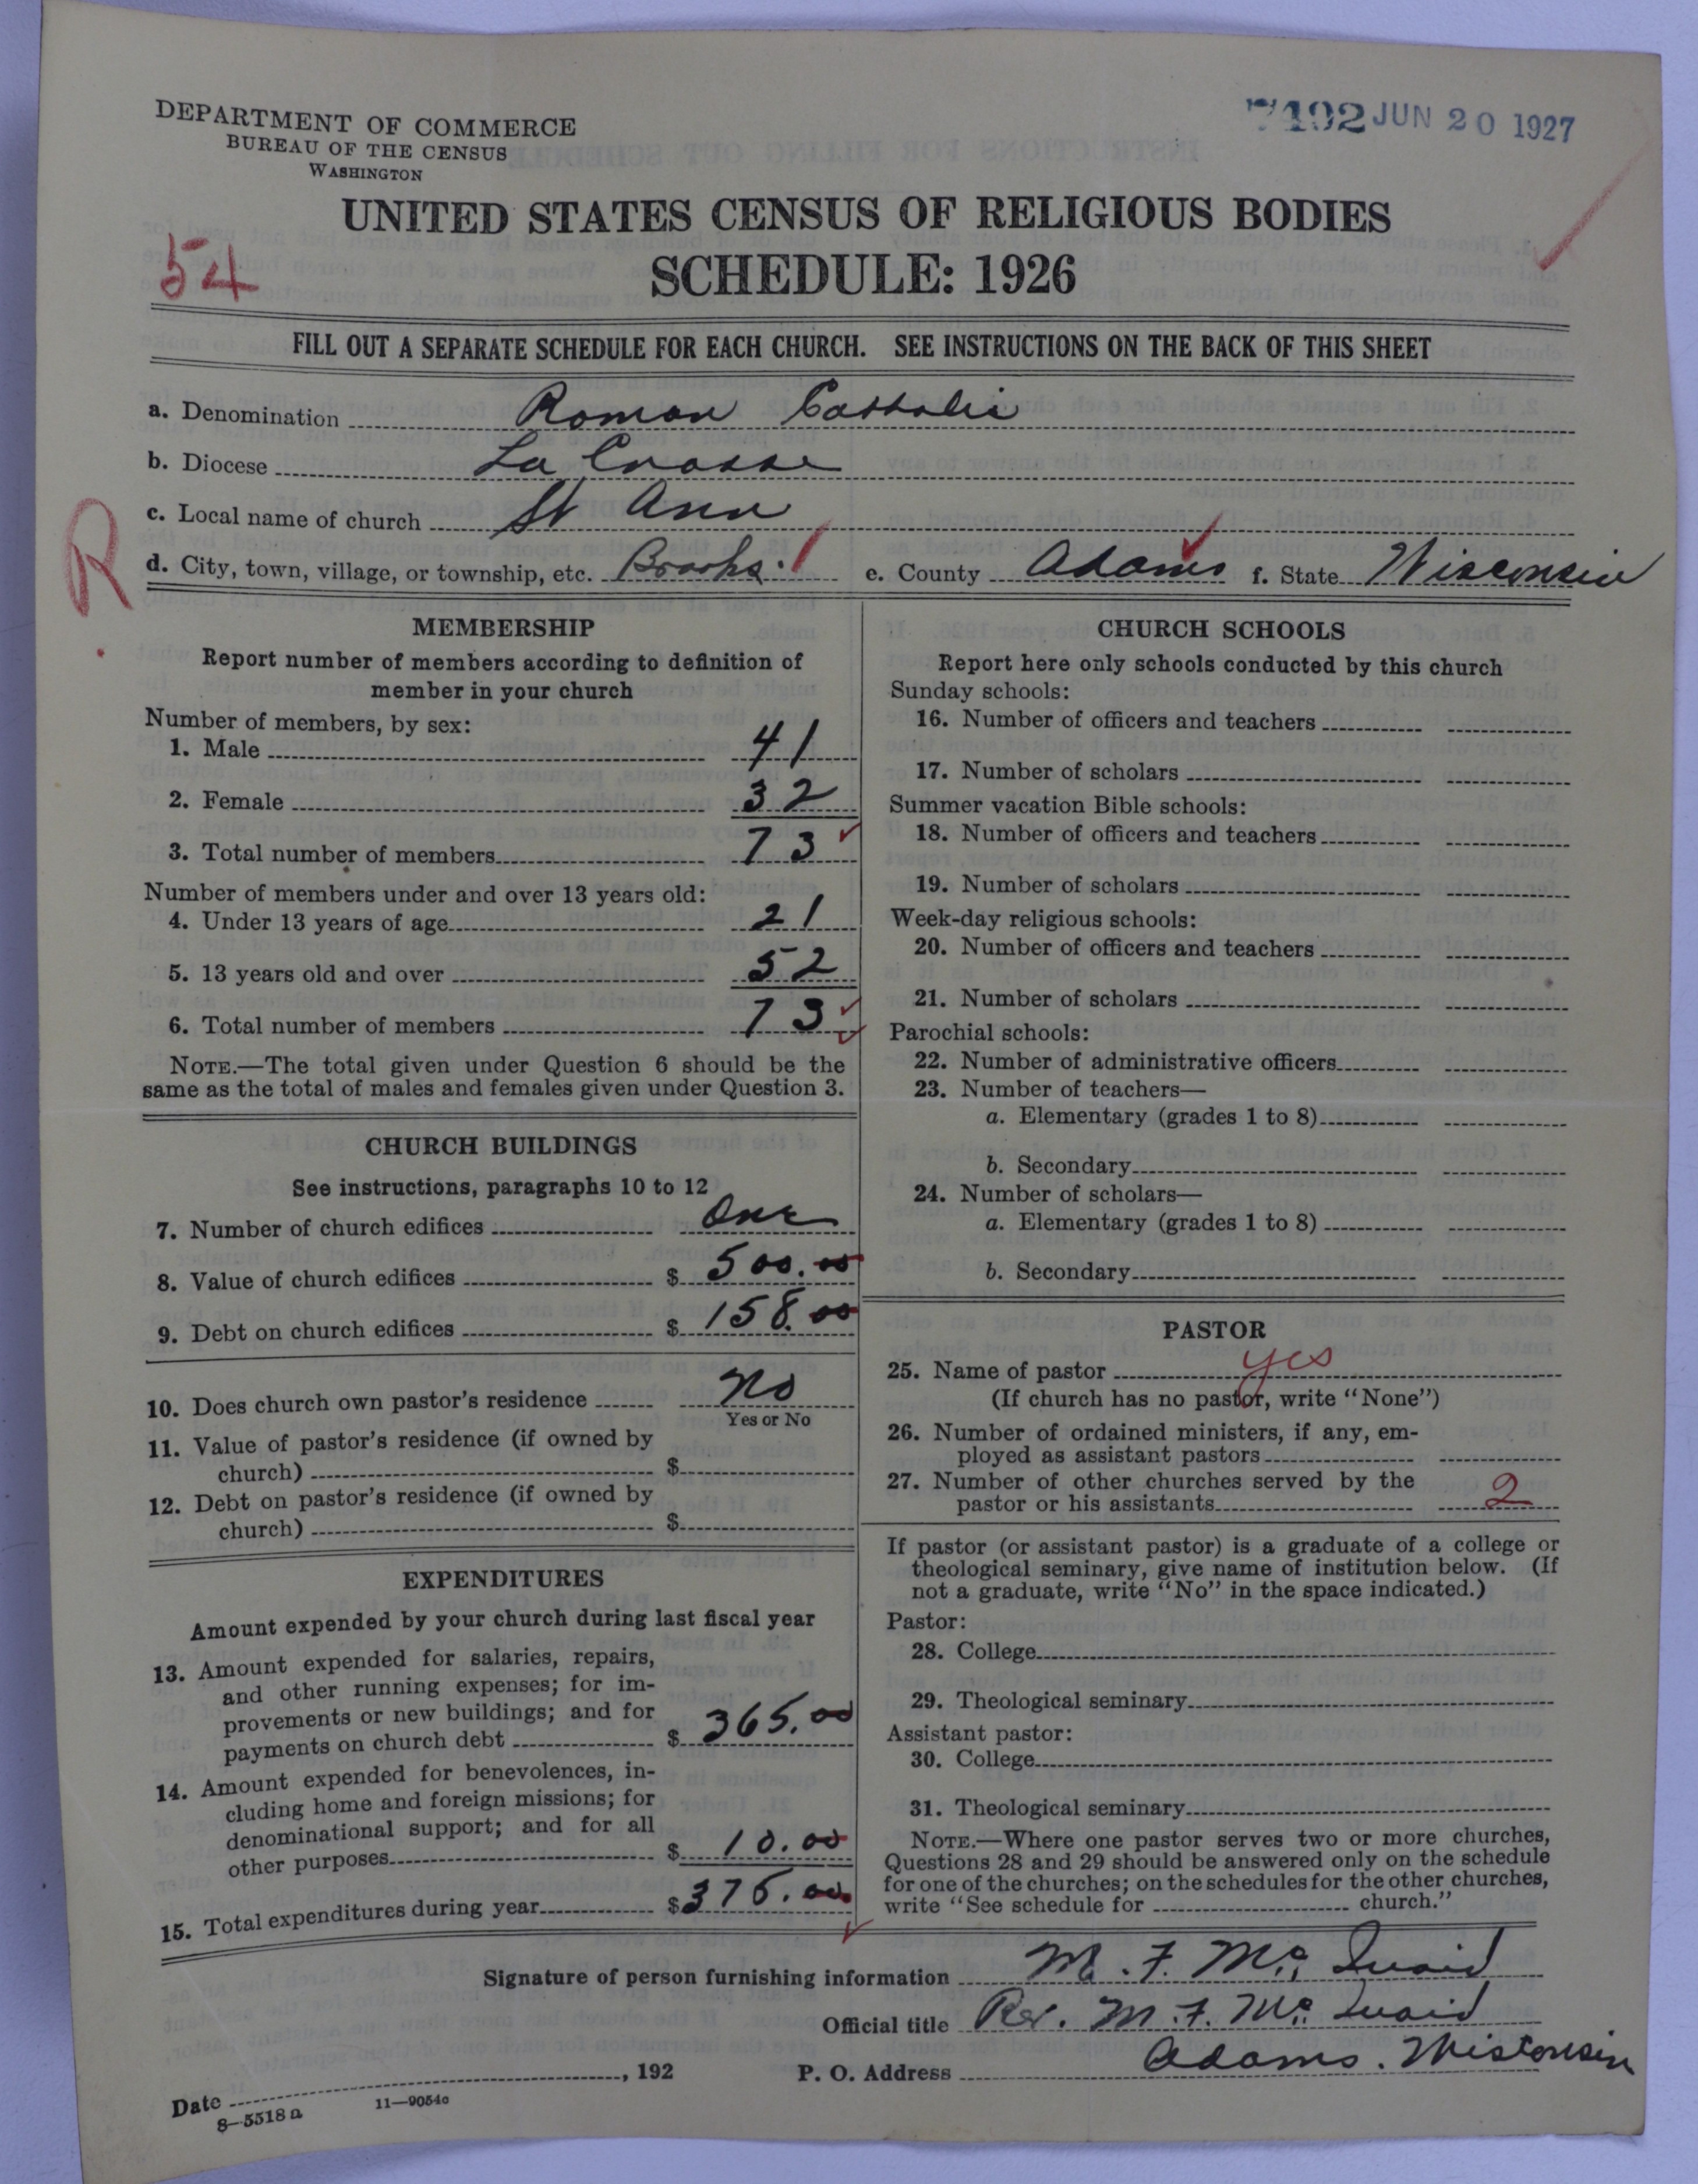 7492 JUN 20 1927
DEPARTMENT OF COMMERCE
BUREAU OF THE CENSUS
WASHINGTON
UNITED STATES CENSUS OF RELIGIOUS BODIES
54
SCHEDULE: 1926
FILL OUT A SEPARATE SCHEDULE FOR EACH CHURCH. SEE INSTRUCTIONS ON THE BACK OF THIS SHEET
a. Denomination Roman Catholic
b. Diocese La Crosse
c. Local name of church St Ann
R
d. City, town, village, or township, etc. Brooks. e. County Adams f. State Wisconsin
MEMBERSHIP
Report number of members according to definition of
member in your church
Number of members, by sex:
1. Male 41
2. Female 32
3. Total number of members 73
Number of members under and over 13 years old:
4. Under 13 years of age 21
5. 13 years old and over 52
6. Total number of members 73
NOTE.—The total given under Question 6 should be the
same as the total of males and females given under Question 3.
CHURCH BUILDINGS
See instructions, paragraphs 10 to 12
7. Number of church edifices One
8. Value of church edifices $ 500.00
9. Debt on church edifices $ 158.00
10. Does church own pastor's residence No
Yes or No
11. Value of pastor's residence (if owned by
church) $
12. Debt on pastor's residence (if owned by
church) $
EXPENDITURES
Amount expended by your church during last fiscal year
13. Amount expended for salaries, repairs,
and other running expenses; for im-
provements or new buildings; and for
payments on church debt $ 365.00
14. Amount expended for benevolences, in-
cluding home and foreign missions; for
denominational support; and for all
other purposes $ 10.00
15. Total expenditures during year $ 375.00
CHURCH SCHOOLS
Report here only schools conducted by this church
Sunday schools:
16. Number of officers and teachers
17. Number of scholars
Summer vacation Bible schools:
18. Number of officers and teachers
19. Number of scholars
Week-day religious schools:
20. Number of officers and teachers
21. Number of scholars
Parochial schools:
22. Number of administrative officers
23. Number of teachers—
a. Elementary (grades 1 to 8)
b. Secondary
24. Number of scholars—
a. Elementary (grades 1 to 8)
b. Secondary
PASTOR
25. Name of pastor yes
(If church has no pastor, write "None")
26. Number of ordained ministers, if any, em-
ployed as assistant pastors
27. Number of other churches served by the
pastor or his assistants 2
If pastor (or assistant pastor) is a graduate of a college or
theological seminary, give name of institution below. (If
not a graduate, write "No" in the space indicated.)
Pastor:
28. College
29. Theological seminary
Assistant pastor:
30. College
31. Theological seminary
NOTE.—Where one pastor serves two or more churches,
Questions 28 and 29 should be answered only on the schedule
for one of the churches; on the schedules for the other churches,
write "See schedule for church."
Signature of person furnishing information M. F. McQuaid
Official title Rev. M. F. McQuaid
Date , 192 P. O. Address Adams. Wisconsin
8—5518 a 11—9054c